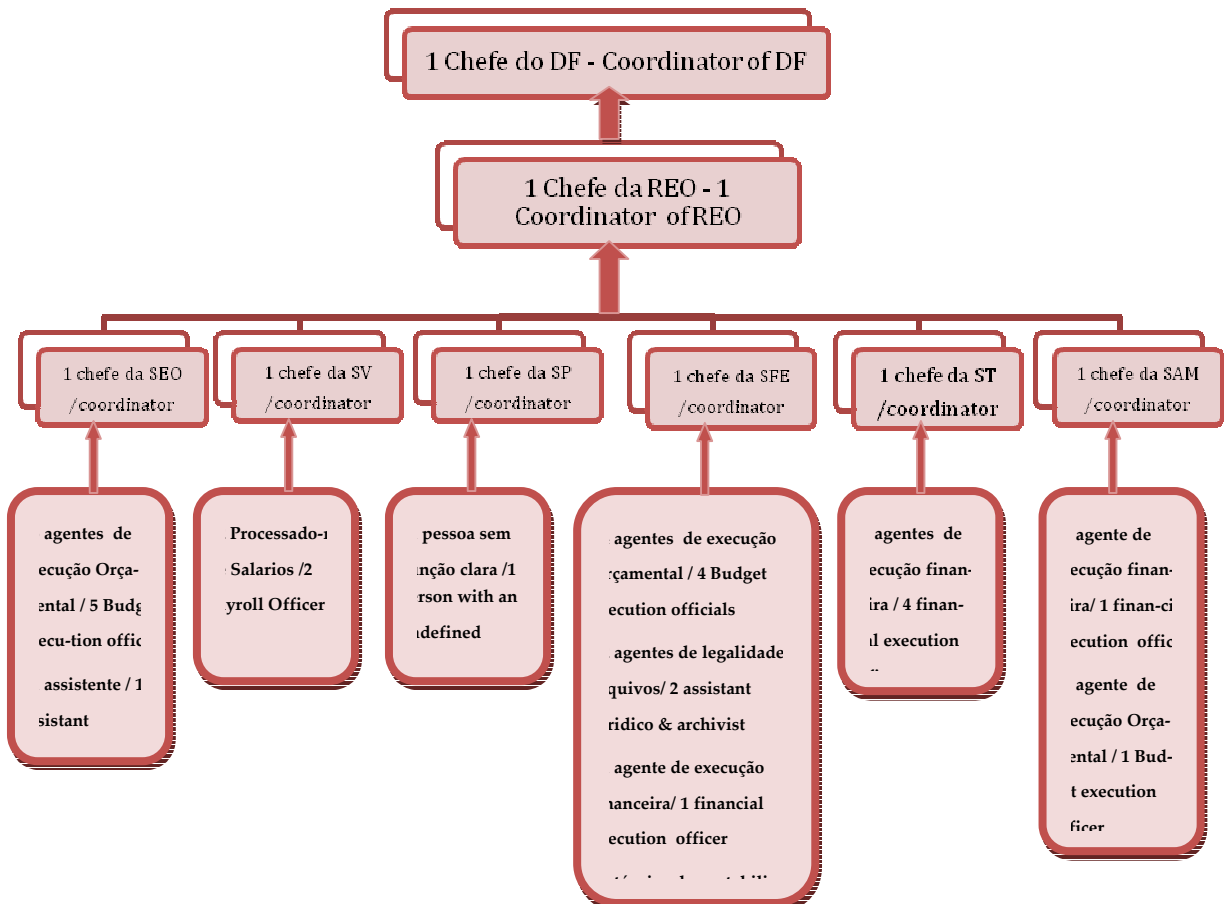 1 Chefe do DF - Coordinator of DF
1 Chefe da REO - 1
Coordinator of REO
1 chefe da SEO
/coordinator
1 chefe da SV
/coordinator
1 chefe da SP
/coordinator
1 chefe da SFE
/coordinator
1 chefe da ST
/coordinator
1 chefe da SAM
/coordinator
agentes de
ecução Orça-
ental / 5 Budg
ecu-tion offic
assistente / 1
sistant
Processado-r
Salarios /2
yroll Officer
pessoa sem
nção clara /1
rson with an
ndefined
agentes de execução
rçamental / 4 Budget
ecution officials
agentes de legalidade
quivos/ 2 assistant
ridico & archivist
agente de execução
nanceira/ 1 financial
ecution officer
agentes de
ecução finan-
ira / 4 finan-
al execution
agente de
ecução finan-
ira/ 1 finan-ci
ecution offic
agente de
ecução Orça-
ental / 1 Bud-
t execution
ficer